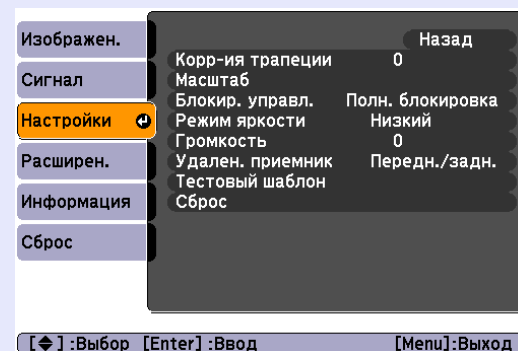 Изображен.
Сигнал
Настройки
Расширен.
Информация
Сброс
Назад
Корр-ия трапеции 0
Масштаб
Блокир. управл. Полн. блокировка
Режим яркости Низкий
Громкость 0
Удален. приемник Передн./задн.
Тестовый шаблон
Сброс
[◆] :Выбор [Enter] :Ввод [Menu]:Выход